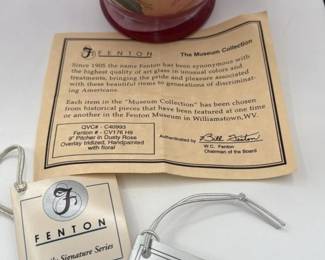 F FENTON
The Museum Collection
Since 1905 the name Fenton has been synonymous with
the highest quality of art glass in unusual colors and
treatments, bringing the pride and pleasure associated
with these beautiful items to generations of discriminat-
ing Americans.
Each item in the "Museum Collection" has been chosen
from historical pieces that have been featured at one time
or another in the Fenton Museum in Williamstown, WV.
QVC#- C40993
Fenton # - CV176 H9
9" Pitcher in Dusty Rose
Overlay Iridized, Handpainted
with floral
Authenticated by Bill Fenton
W.C. Fenton
Chairman of the Board
F
FENTON
Signature Series